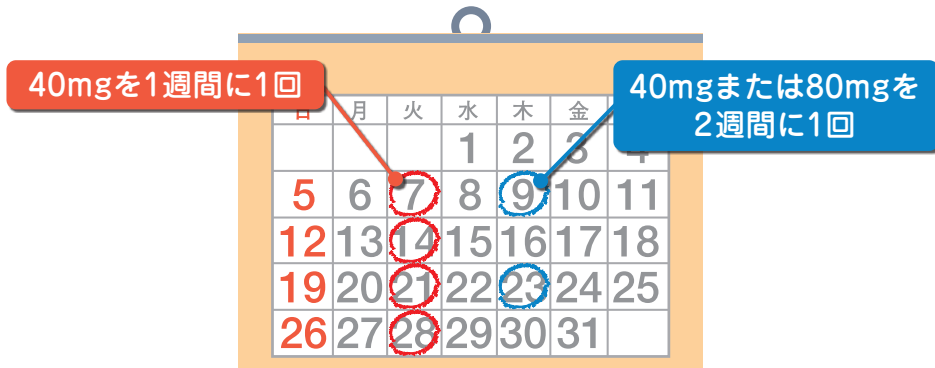 40mgを1週間に1回
40mgまたは80mgを
2週間に1回
日 月 火 水 木 金
1 2 3 4
5 6 7 8 9 10 11
12 13 14 15 16 17 18
19 20 21 22 23 24 25
26 27 28 29 30 31